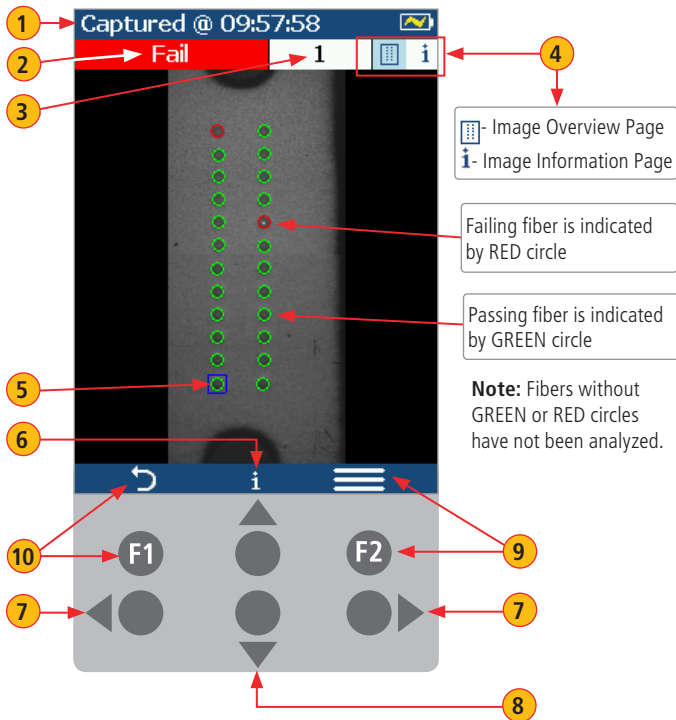 1
Captured @ 09:57:58
2
Fail
1
i
4
3
- Image Overview Page
i- Image Information Page
Failing fiber is indicated
by RED circle
Passing fiber is indicated
by GREEN circle
Note: Fibers without
GREEN or RED circles
have not been analyzed.
5
6
i
10
F1
F2
9
7
7
8